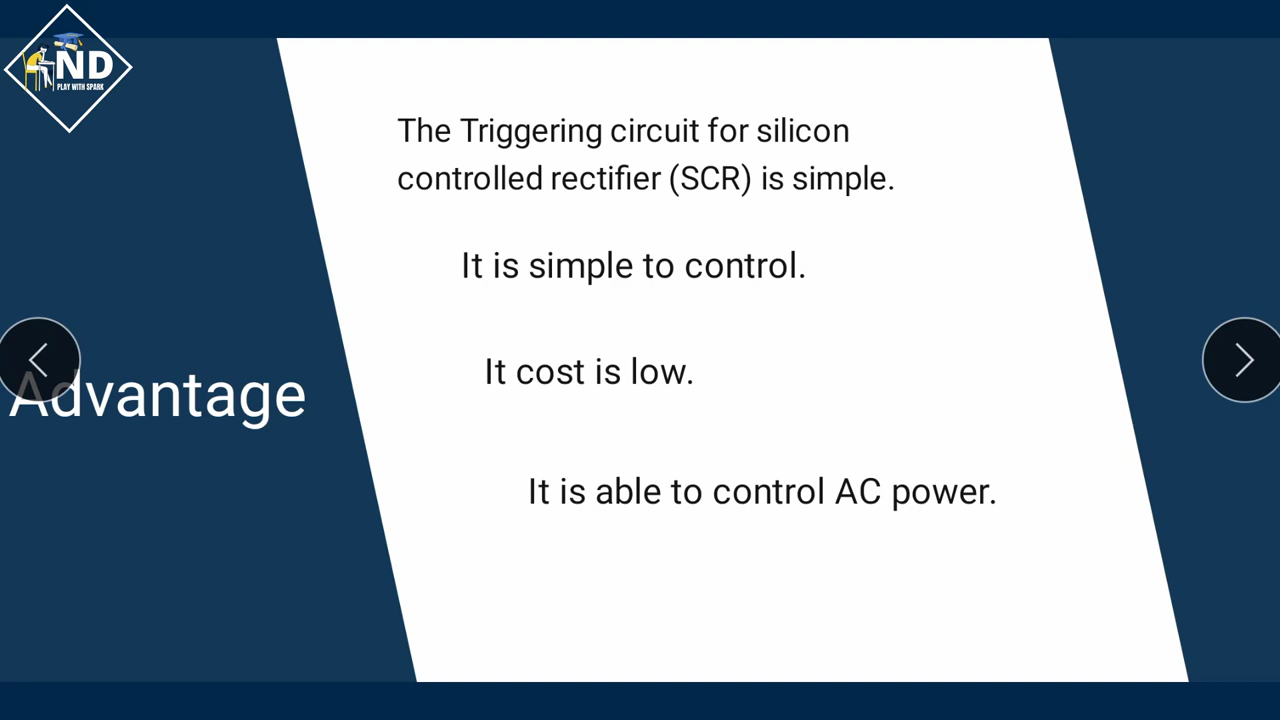 ND
PLAY WITH SPARK
The Triggering circuit for silicon
controlled rectifier (SCR) is simple.
It is simple to control.
It cost is low.
Advantage
It is able to control AC power.